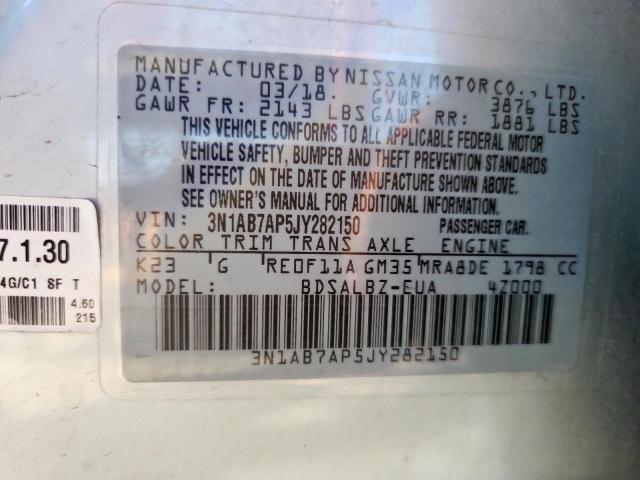 MANUFACTURED BY NISSAN MOTOR CO., LTD.
DATE: 03/18. GVWR: 3876 LBS
GAWR FR: 2143 LBS GAWR RR: 1881 LBS
THIS VEHICLE CONFORMS TO ALL APPLICABLE FEDERAL MOTOR
VEHICLE SAFETY, BUMPER AND THEFT PREVENTION STANDARDS
IN EFFECT ON THE DATE OF MANUFACTURE SHOWN ABOVE.
SEE OWNER'S MANUAL FOR ADDITIONAL INFORMATION.
VIN: 3N1AB7AP5JY282150 PASSENGER CAR.
COLOR TRIM TRANS AXLE ENGINE
K23 G RE0F11A GM35 MRA8DE 1798 CC
MODEL: BDSALBZ-EUA 4Z000
3N1AB7AP5JY282150
7.1.30
4G/C1 SF T
4.60
215